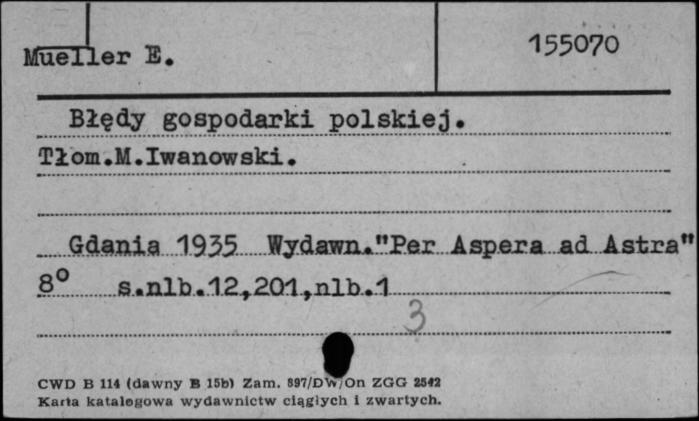 Mueller E.
155070
Błędy gospodarki polskiej.
Tłom.M.Iwanowski.
Gdania 1935 Wydawn."Per Aspera ad Astra"
8° s.nlb.12,201,nlb.1
3
CWD B 114 (dawny B 15b) Zam. 897/DW/On ZGG 2542
Karta katalogowa wydawnictw ciągłych i zwartych.